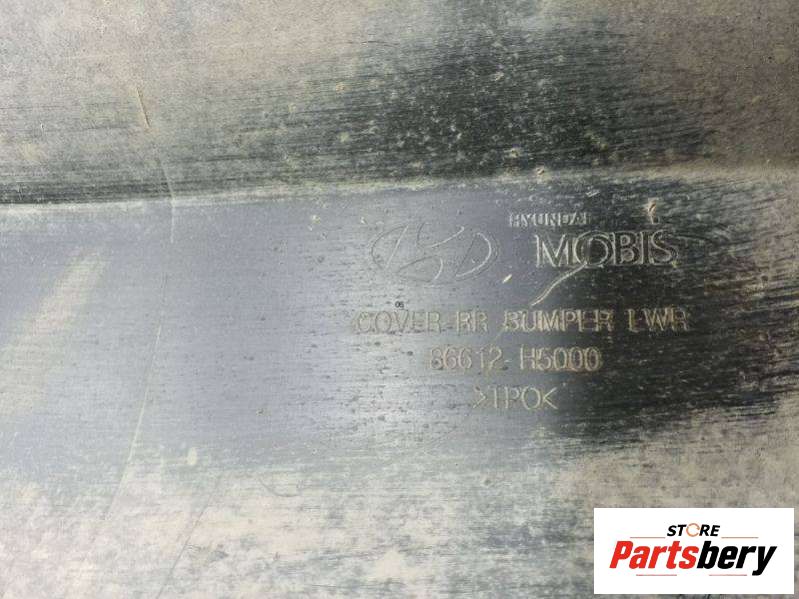 HYUNDAI
MOBIS
COVER-RR BUMPER LWR
86612-H5000
>TPO<
STORE
Partsbery